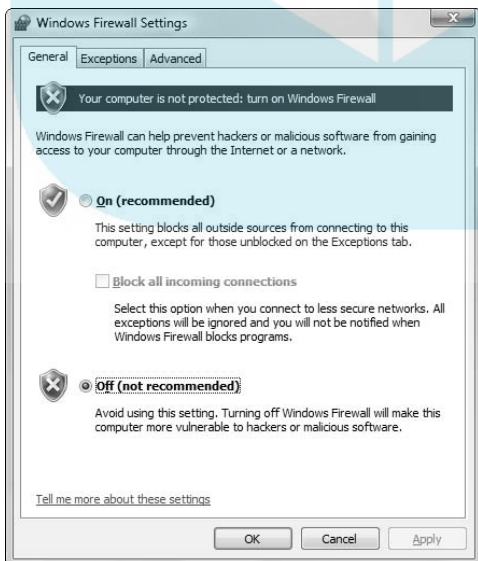 Windows Firewall Settings
General Exceptions Advanced
Your computer is not protected: turn on Windows Firewall
Windows Firewall can help prevent hackers or malicious software from gaining
access to your computer through the Internet or a network.
On (recommended)
This setting blocks all outside sources from connecting to this
computer, except for those unblocked on the Exceptions tab.
Block all incoming connections
Select this option when you connect to less secure networks. All
exceptions will be ignored and you will not be notified when
Windows Firewall blocks programs.
Off (not recommended)
Avoid using this setting. Turning off Windows Firewall will make this
computer more vulnerable to hackers or malicious software.
Tell me more about these settings
OK Cancel Apply